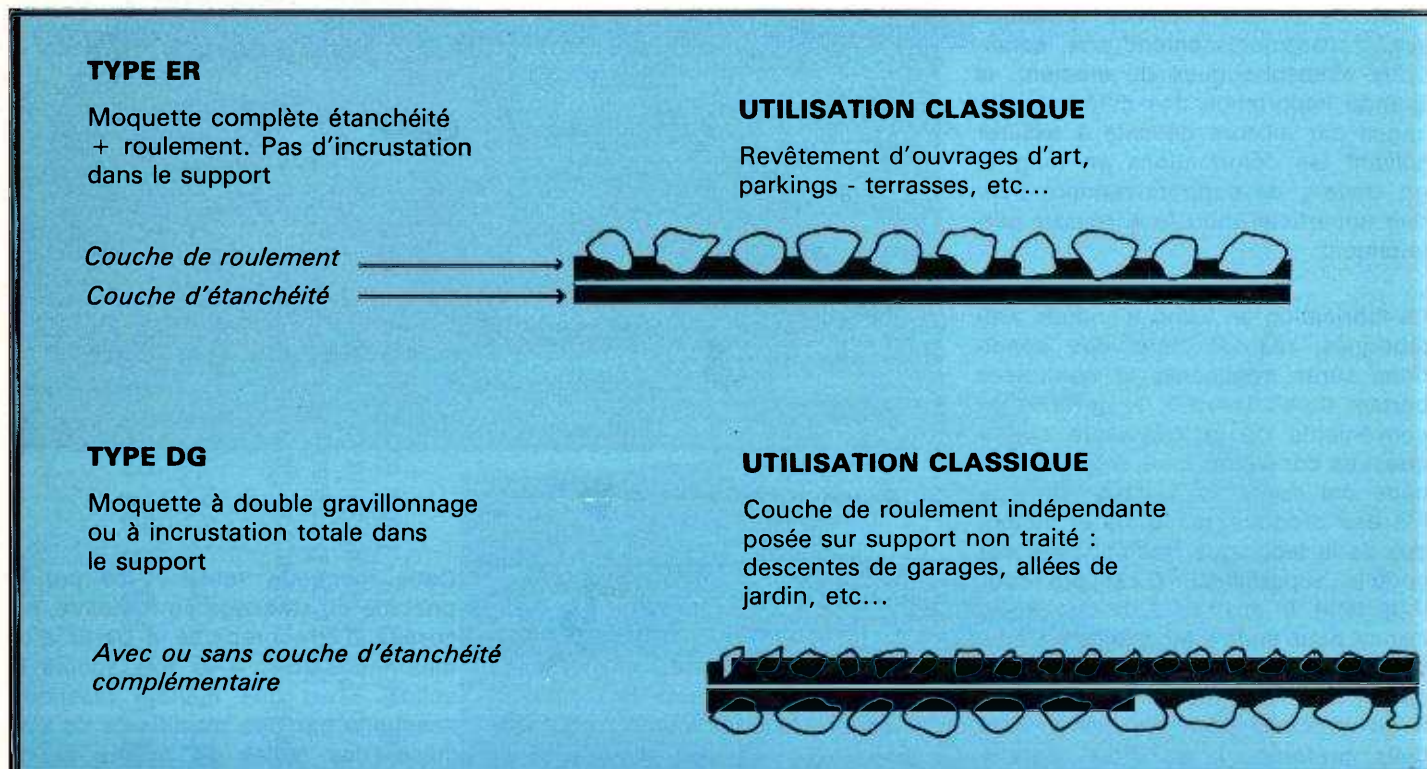 TYPE ER
Moquette complète étanchéité
+ roulement. Pas d'incrustation
dans le support
UTILISATION CLASSIQUE
Revêtement d'ouvrages d'art,
parkings - terrasses, etc...
Couche de roulement
Couche d'étanchéité
TYPE DG
Moquette à double gravillonnage
ou à incrustation totale dans
le support
UTILISATION CLASSIQUE
Couche de roulement indépendante
posée sur support non traité :
descentes de garages, allées de
jardin, etc...
Avec ou sans couche d'étanchéité
complémentaire